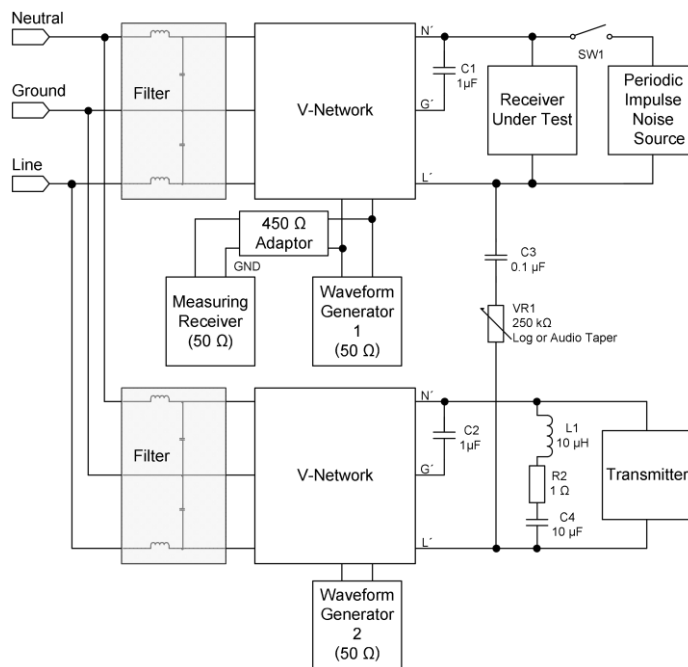 Neutral
Ground
Line
Filter
V-Network
N´
G´
L´
C1
1µF
SW1
Receiver
Under Test
Periodic
Impulse
Noise
Source
450 Ω
Adaptor
GND
Measuring
Receiver
(50 Ω)
Waveform
Generator
1
(50 Ω)
C3
0.1 µF
VR1
250 kΩ
Log or Audio Taper
Filter
V-Network
N´
G´
L´
C2
1µF
L1
10 µH
R2
1 Ω
C4
10 µF
Transmitter
Waveform
Generator
2
(50 Ω)